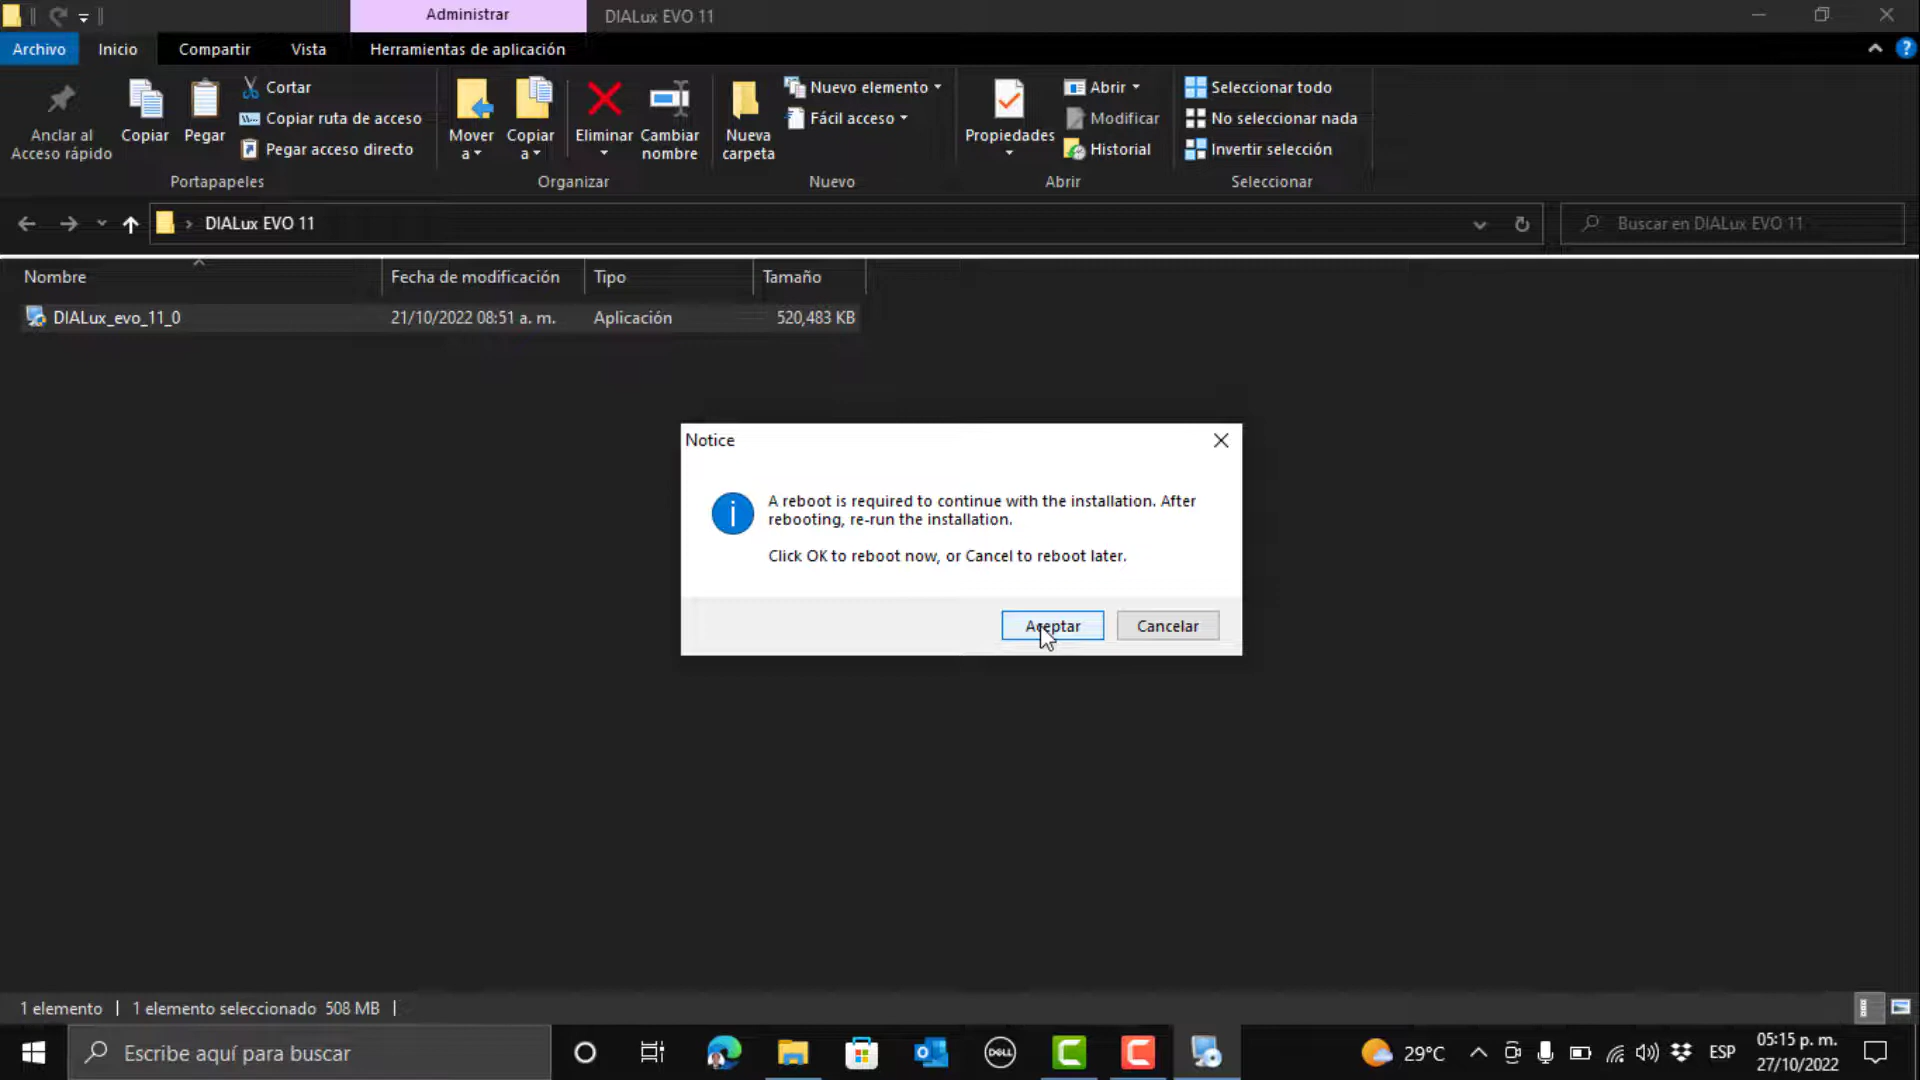 Administrar
DIALux EVO 11
Archivo
Inicio
Compartir
Vista
Herramientas de aplicación
Anclar al
Acceso rápido
Copiar
Pegar
Cortar
Copiar ruta de acceso
Pegar acceso directo
Portapapeles
Mover
a
Copiar
a
Eliminar
Cambiar
nombre
Organizar
Nueva
carpeta
Nuevo elemento
Fácil acceso
Nuevo
Propiedades
Abrir
Modificar
Historial
Abrir
Seleccionar todo
No seleccionar nada
Invertir selección
Seleccionar
DIALux EVO 11
Buscar en DIALux EVO 11
Nombre
Fecha de modificación
Tipo
Tamaño
DIALux_evo_11_0
21/10/2022 08:51 a. m.
Aplicación
520,483 KB
Notice
A reboot is required to continue with the installation. After
rebooting, re-run the installation.
Click OK to reboot now, or Cancel to reboot later.
Aceptar
Cancelar
1 elemento
1 elemento seleccionado 508 MB
Escribe aquí para buscar
DELL
29°C
ESP
05:15 p. m.
27/10/2022